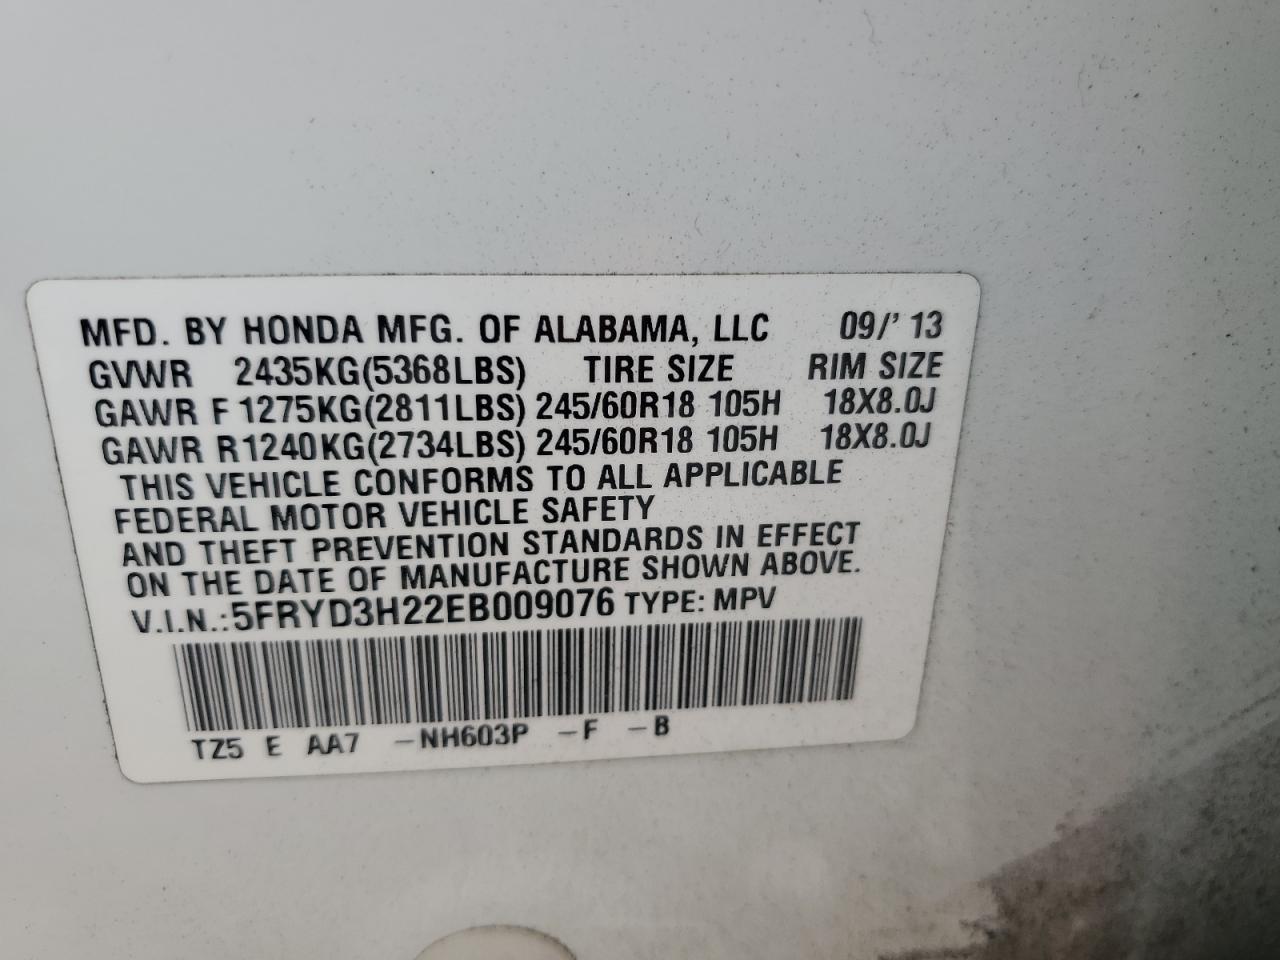 MFD. BY HONDA MFG. OF ALABAMA, LLC 09/' 13
GVWR 2435KG(5368LBS) TIRE SIZE RIM SIZE
GAWR F 1275KG(2811LBS) 245/60R18 105H 18X8.0J
GAWR R1240KG(2734LBS) 245/60R18 105H 18X8.0J
THIS VEHICLE CONFORMS TO ALL APPLICABLE
FEDERAL MOTOR VEHICLE SAFETY
AND THEFT PREVENTION STANDARDS IN EFFECT
ON THE DATE OF MANUFACTURE SHOWN ABOVE.
V.I.N.:5FRYD3H22EB009076 TYPE: MPV
TZ5 E AA7 -NH603P -F -B